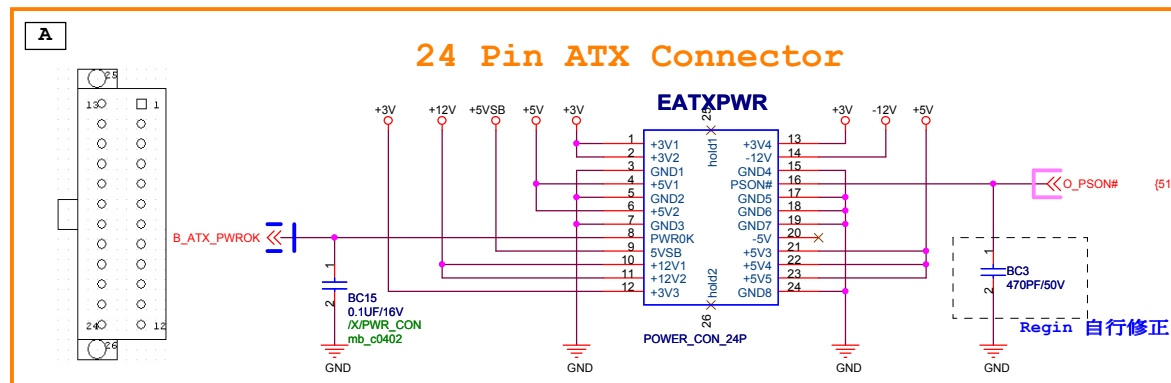 A
24 Pin ATX Connector
25
13 1
24 12
26
+3V +12V +5VSB +5V +3V
EATXPWR
+3V -12V +5V
25
hold1
1 +3V1 +3V4 13
2 +3V2 -12V 14
3 GND1 GND4 15
4 +5V1 PSON# 16
5 GND2 GND5 17
6 +5V2 GND6 18
7 GND3 GND7 19
8 PWR0K -5V 20
9 5VSB +5V3 21
10 +12V1 +5V4 22
11 +12V2 +5V5 23
12 +3V3 GND8 24
hold2
26
POWER_CON_24P
B_ATX_PWROK
O_PSON# {51
1
2
BC15
0.1UF/16V
/X/PWR_CON
mb_c0402
1
2
BC3
470PF/50V
Regin 自行修正
GND GND GND GND